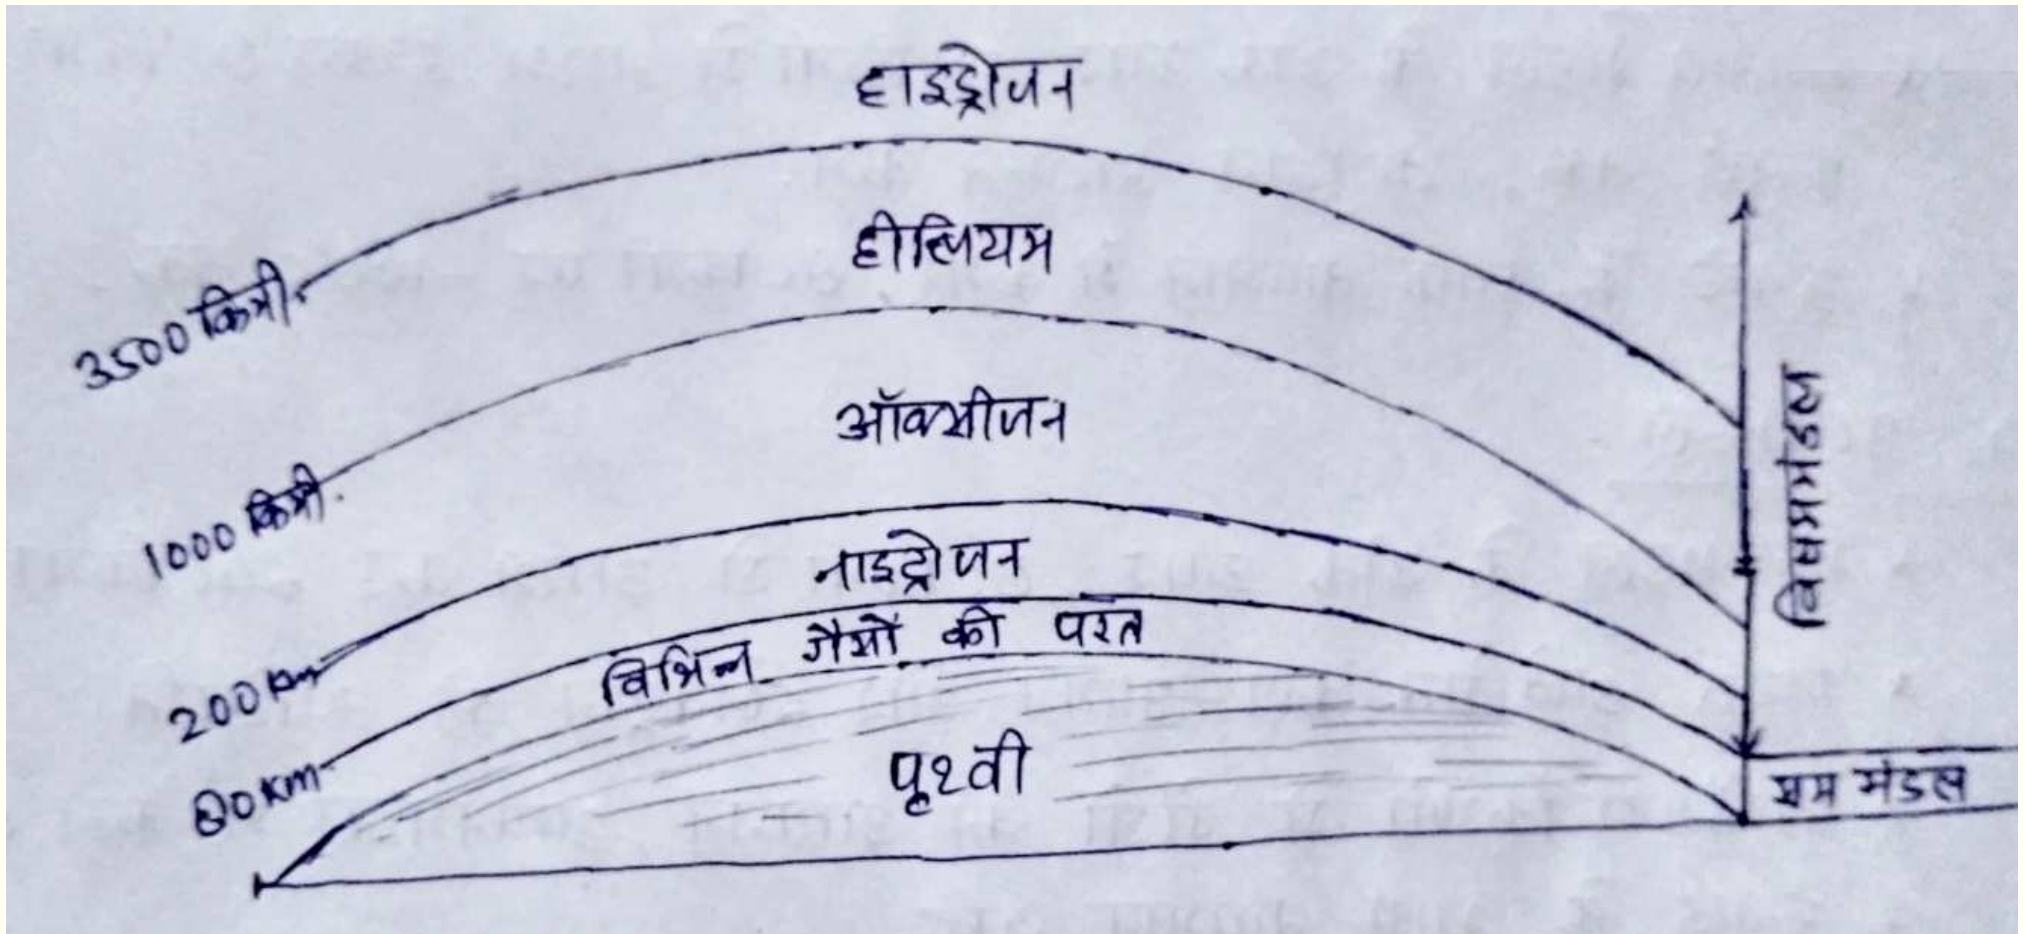 हाइड्रोजन
हीलियम
3500 किमी.
ऑक्सीजन
1000 किमी.
विषममंडल
नाइट्रोजन
विभिन्न गैसों की परत
200 km
पृथ्वी
80 km
सम मंडल